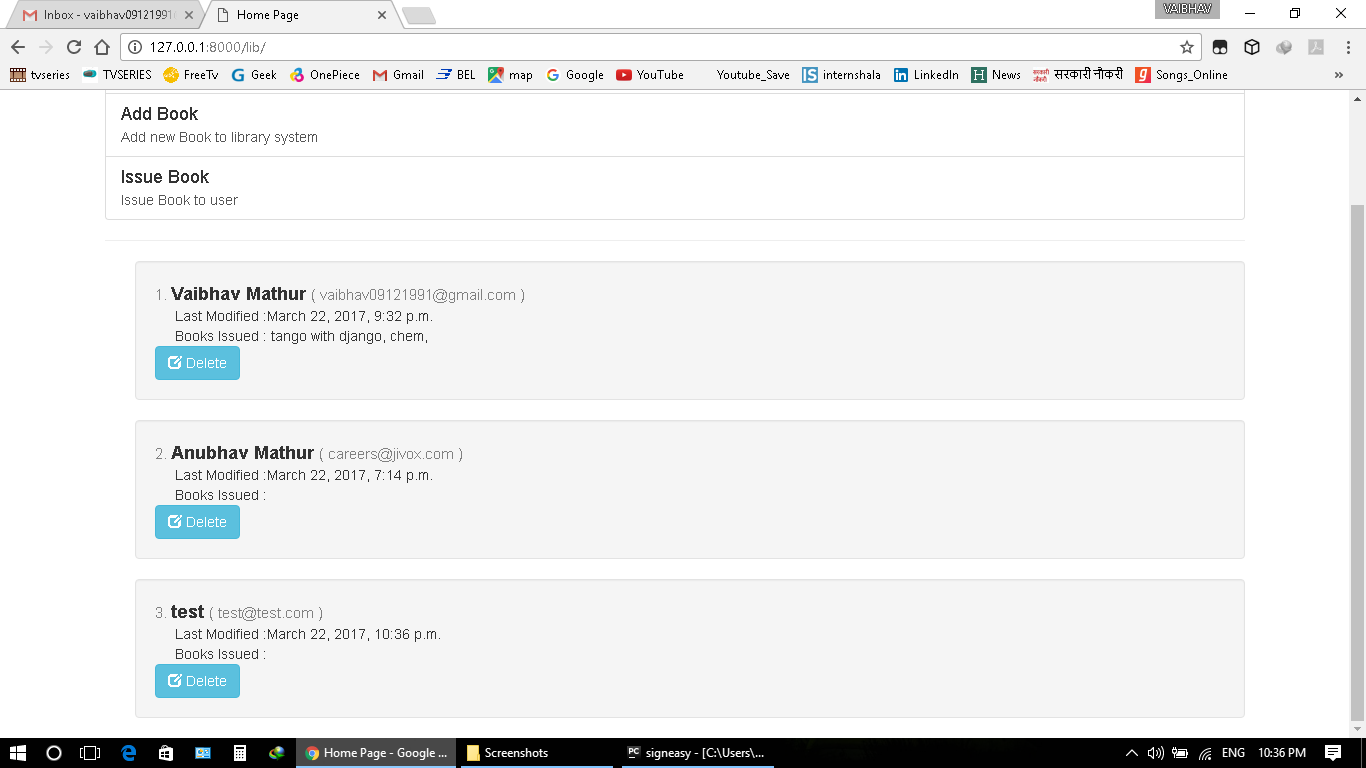 Inbox - vaibhav09121991
Home Page
VAIBHAV
127.0.0.1:8000/lib/
tvseries TVSERIES FreeTv Geek OnePiece Gmail BEL map Google YouTube Youtube_Save internshala LinkedIn News सरकारी नौकरी Songs_Online »
Add Book
Add new Book to library system
Issue Book
Issue Book to user
1. Vaibhav Mathur ( vaibhav09121991@gmail.com )
Last Modified :March 22, 2017, 9:32 p.m.
Books Issued : tango with django, chem,
Delete
2. Anubhav Mathur ( careers@jivox.com )
Last Modified :March 22, 2017, 7:14 p.m.
Books Issued :
Delete
3. test ( test@test.com )
Last Modified :March 22, 2017, 10:36 p.m.
Books Issued :
Delete
Home Page - Google ... Screenshots signeasy - [C:\Users\... ENG 10:36 PM